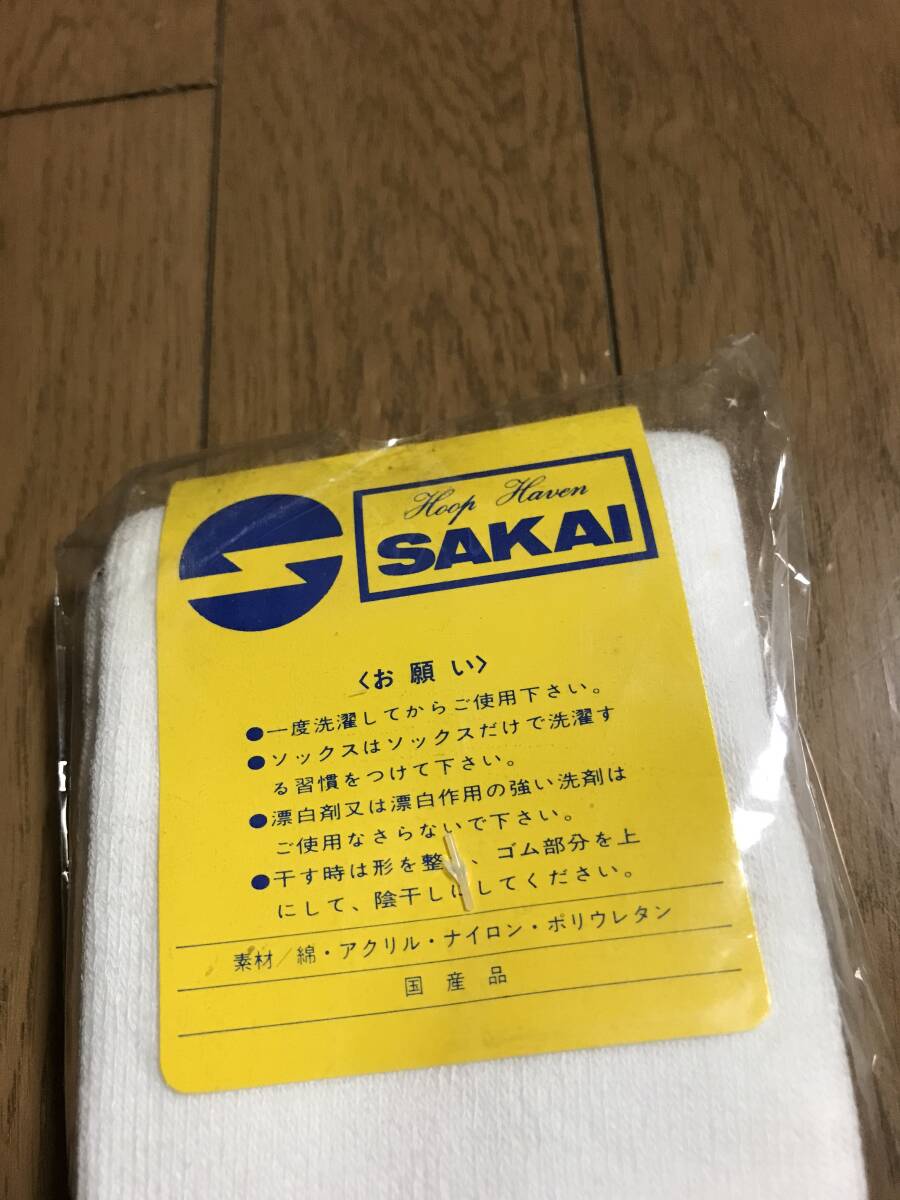 Hoop Haven
SAKAI
〈お願い〉
●一度洗濯してからご使用下さい。
●ソックスはソックスだけで洗濯す
る習慣をつけて下さい。
●漂白剤又は漂白作用の強い洗剤は
ご使用なさらないで下さい。
●干す時は形を整 、ゴム部分を上
にして、陰干しにしてください。
素材/綿・アクリル・ナイロン・ポリウレタン
国産品